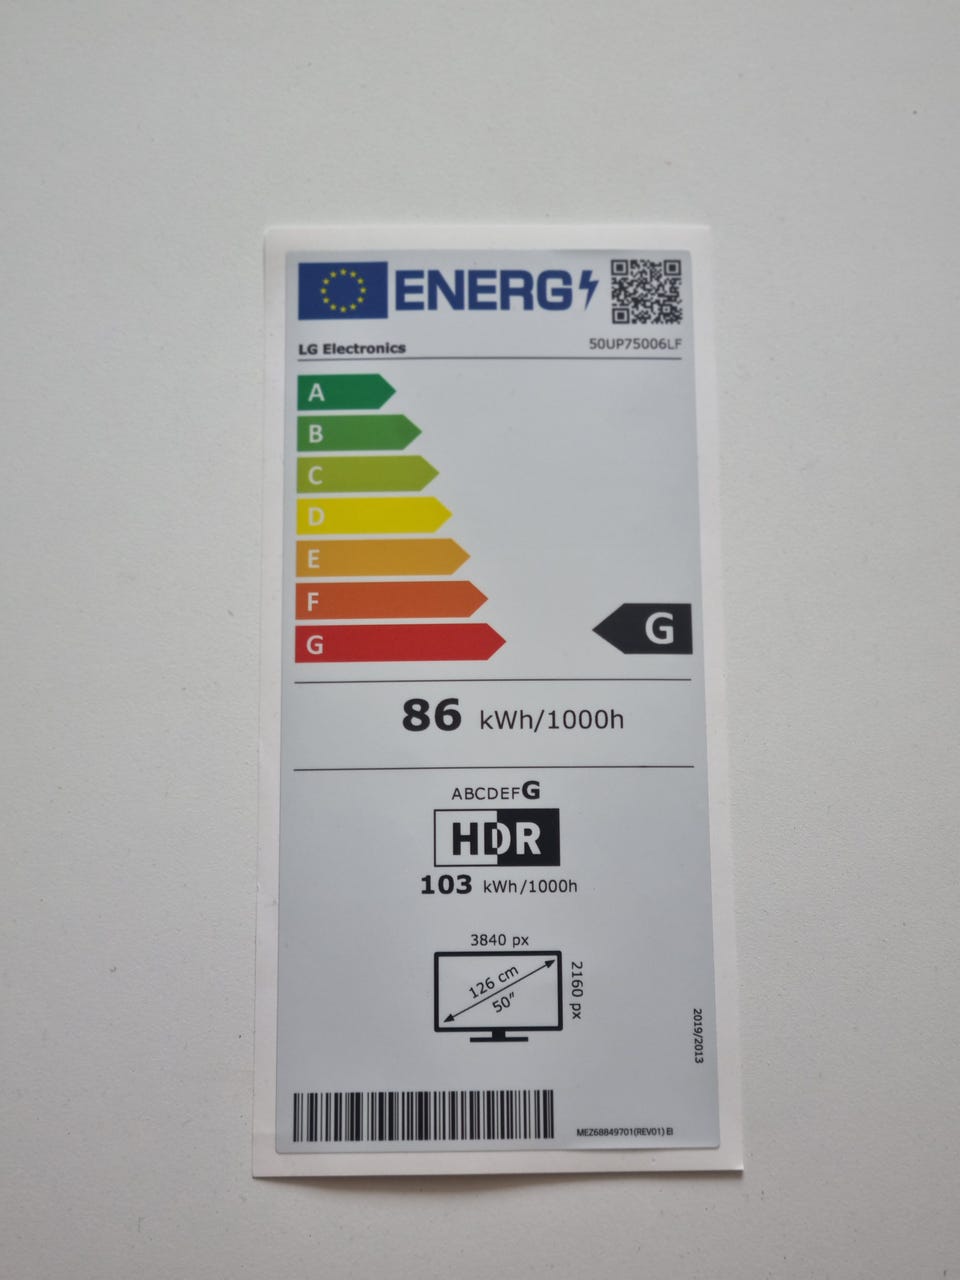 ENERG
LG Electronics
50UP75006LF
A
B
C
D
E
F
G
G
86 kWh/1000h
ABCDEFG
HDR
103 kWh/1000h
3840 px
126 cm
50"
2160 px
2019/2013
MEZ68849701(REV01) EI